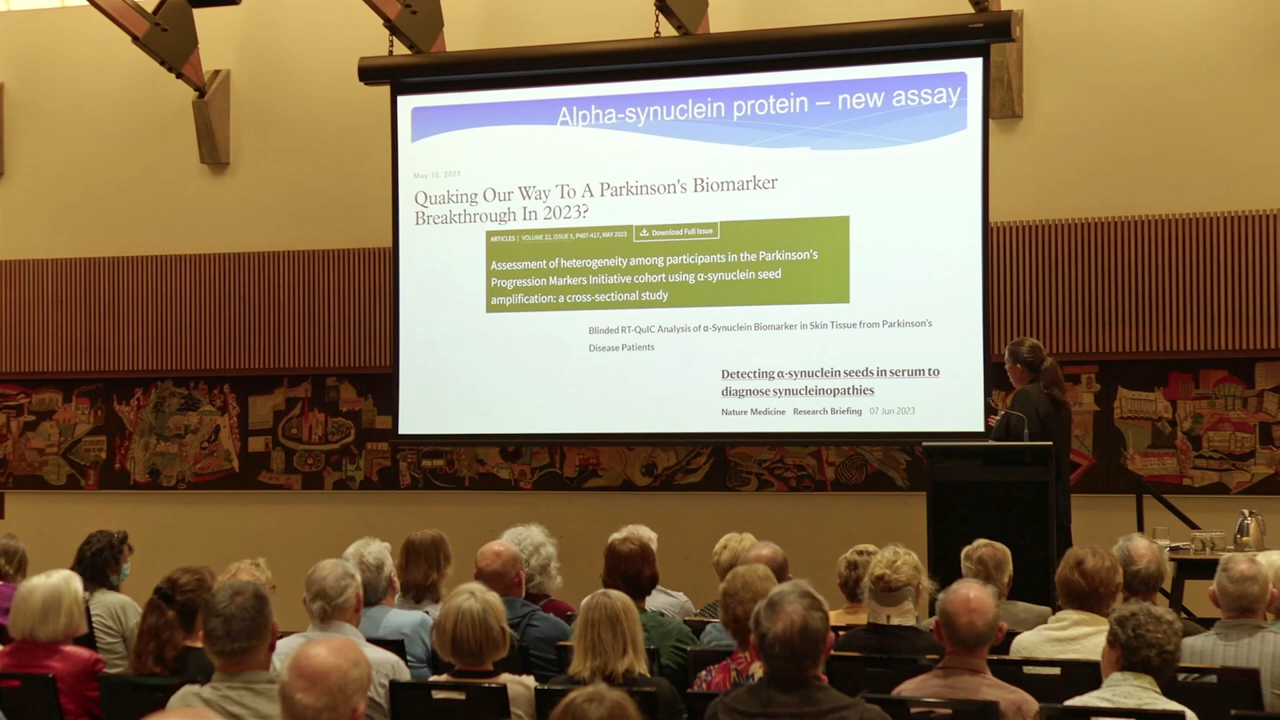 Alpha-synuclein protein – new assay
May 10, 2023
Quaking Our Way To A Parkinson's Biomarker
Breakthrough In 2023?
ARTICLES | VOLUME 22, ISSUE 5, P407-417, MAY 2023 Download Full Issue
Assessment of heterogeneity among participants in the Parkinson's
Progression Markers Initiative cohort using α-synuclein seed
amplification: a cross-sectional study
Blinded RT-QuIC Analysis of α-Synuclein Biomarker in Skin Tissue from Parkinson's
Disease Patients
Detecting α-synuclein seeds in serum to
diagnose synucleinopathies
Nature Medicine Research Briefing 07 Jun 2023